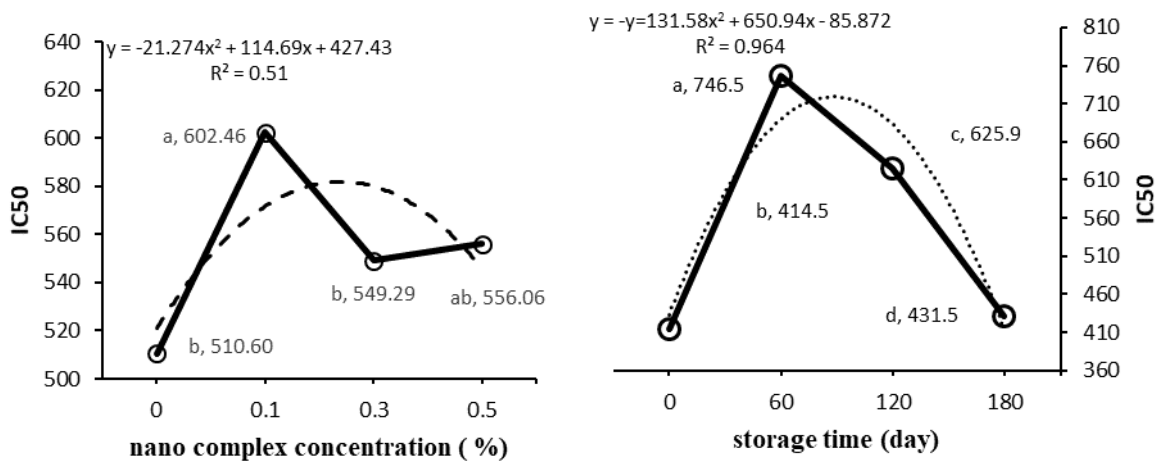 y = -21.274x² + 114.69x + 427.43
R² = 0.51
640
620
600
580
560
540
520
500
IC50
a, 602.46
b, 549.29
ab, 556.06
b, 510.60
0
0.1
0.3
0.5
nano complex concentration ( %)
y = -y=131.58x² + 650.94x - 85.872
R² = 0.964
a, 746.5
c, 625.9
b, 414.5
d, 431.5
810
760
710
660
610
560
510
460
410
360
IC50
0
60
120
180
storage time (day)